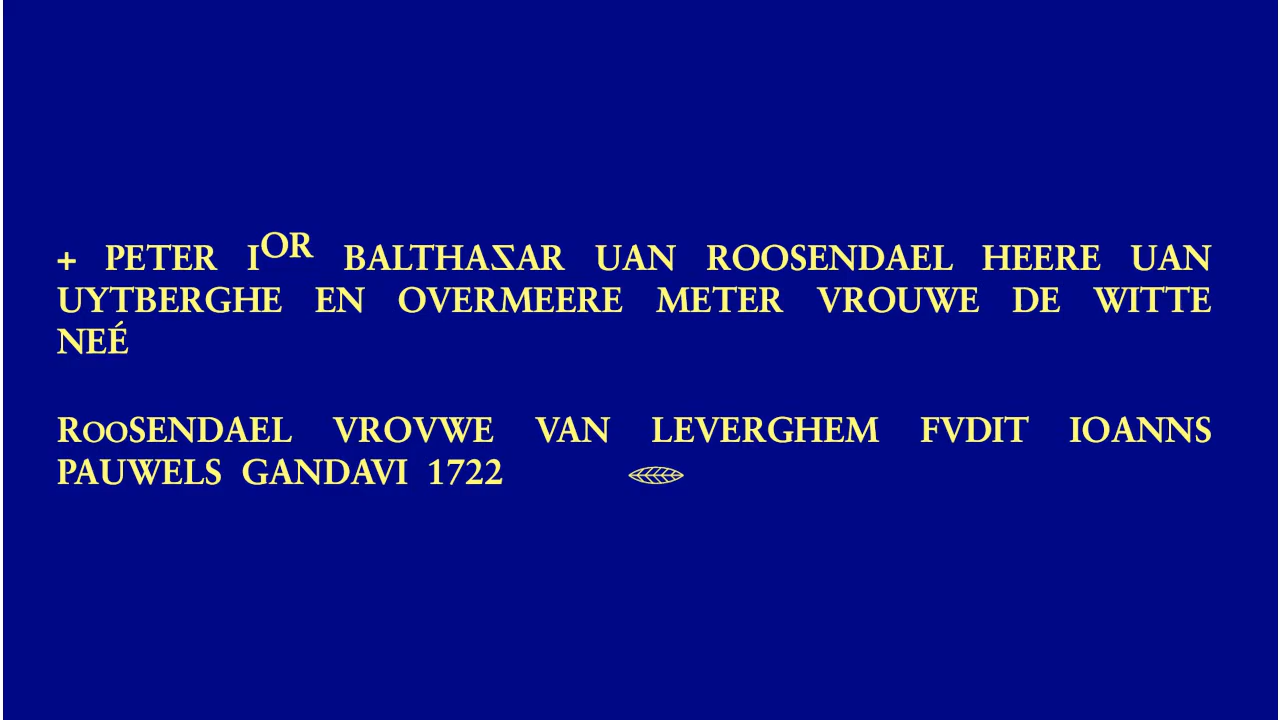 + PETER I^OR BALTHAZAR UAN ROOSENDAEL HEERE UAN
UYTBERGHE EN OVERMEERE METER VROUWE DE WITTE
NEÉ
ROOSENDAEL VROVWE VAN LEVERGHEM FVDIT IOANNS
PAUWELS GANDAVI 1722